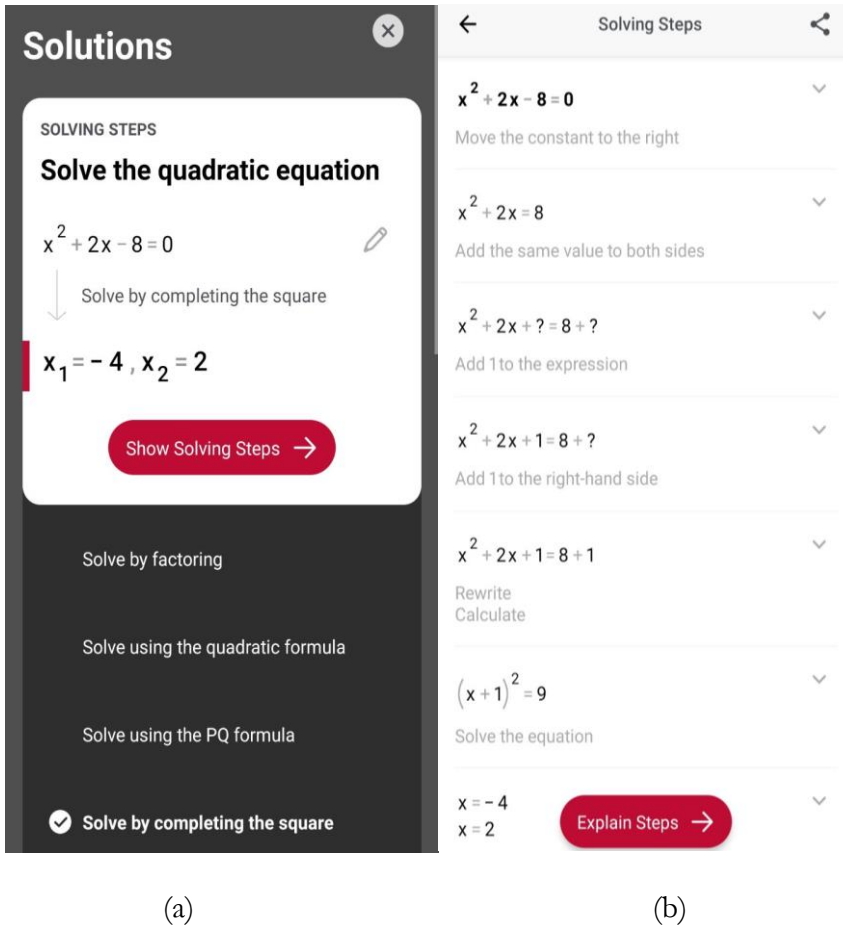 Solutions
SOLVING STEPS
Solve the quadratic equation
x² + 2x − 8 = 0
Solve by completing the square
x₁ = − 4 , x₂ = 2
Show Solving Steps →
Solve by factoring
Solve using the quadratic formula
Solve using the PQ formula
Solve by completing the square
(a)
Solving Steps
x² + 2x − 8 = 0
Move the constant to the right
x² + 2x = 8
Add the same value to both sides
x² + 2x + ? = 8 + ?
Add 1 to the expression
x² + 2x + 1 = 8 + ?
Add 1 to the right-hand side
x² + 2x + 1 = 8 + 1
Rewrite
Calculate
(x + 1)² = 9
Solve the equation
x = − 4
x = 2
Explain Steps →
(b)